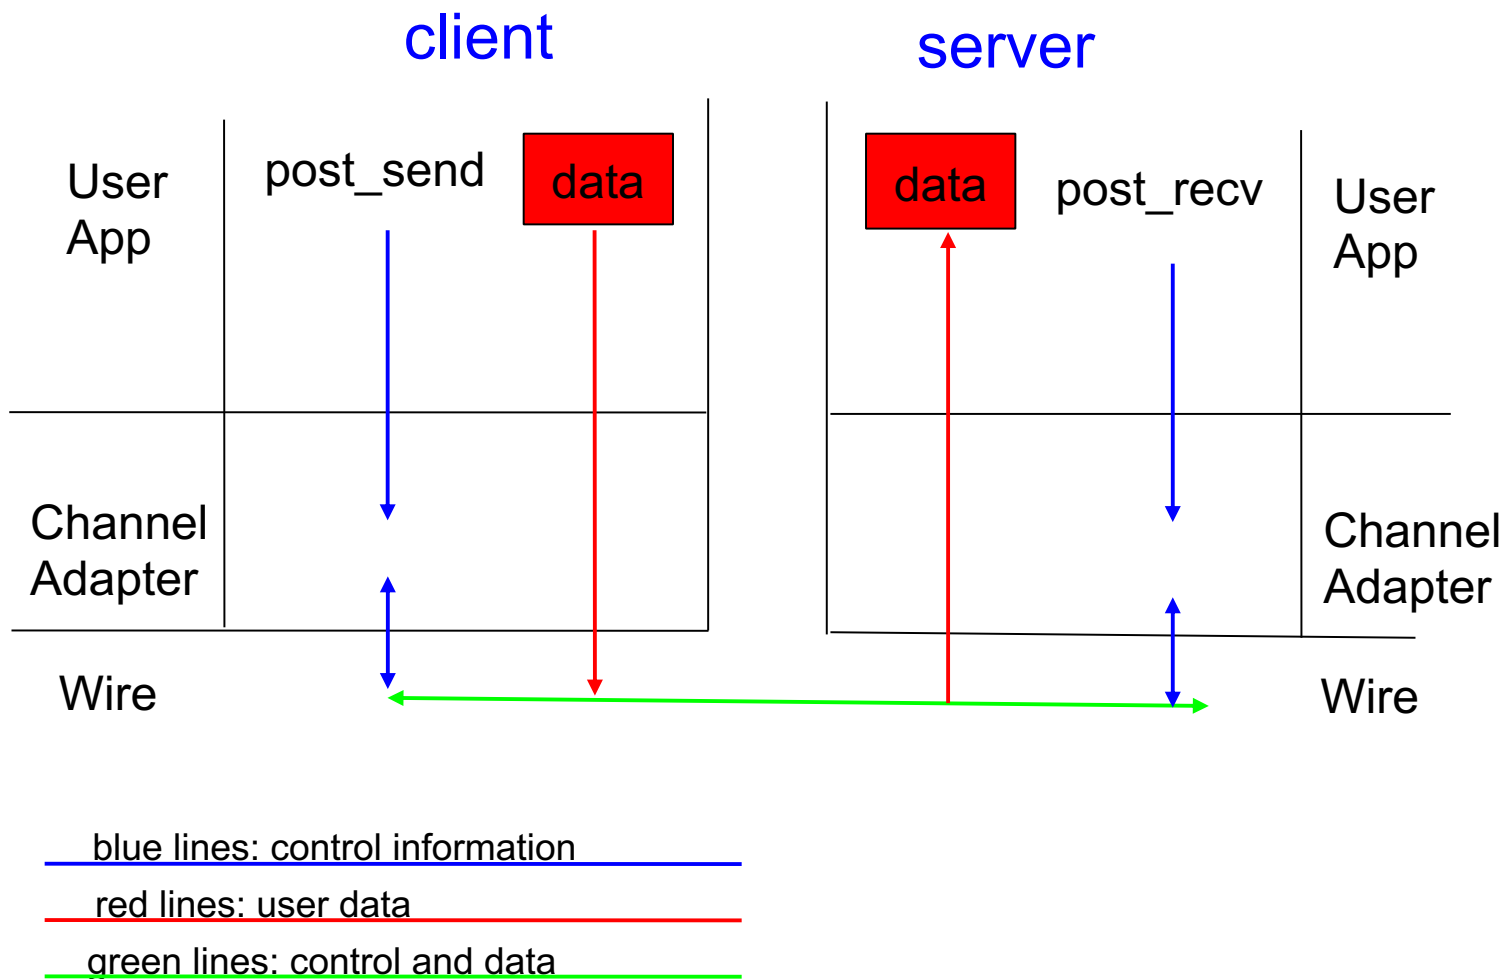 client
server
User
App
post_send
data
data
post_recv
User
App
Channel
Adapter
Channel
Adapter
Wire
Wire
blue lines: control information
red lines: user data
green lines: control and data